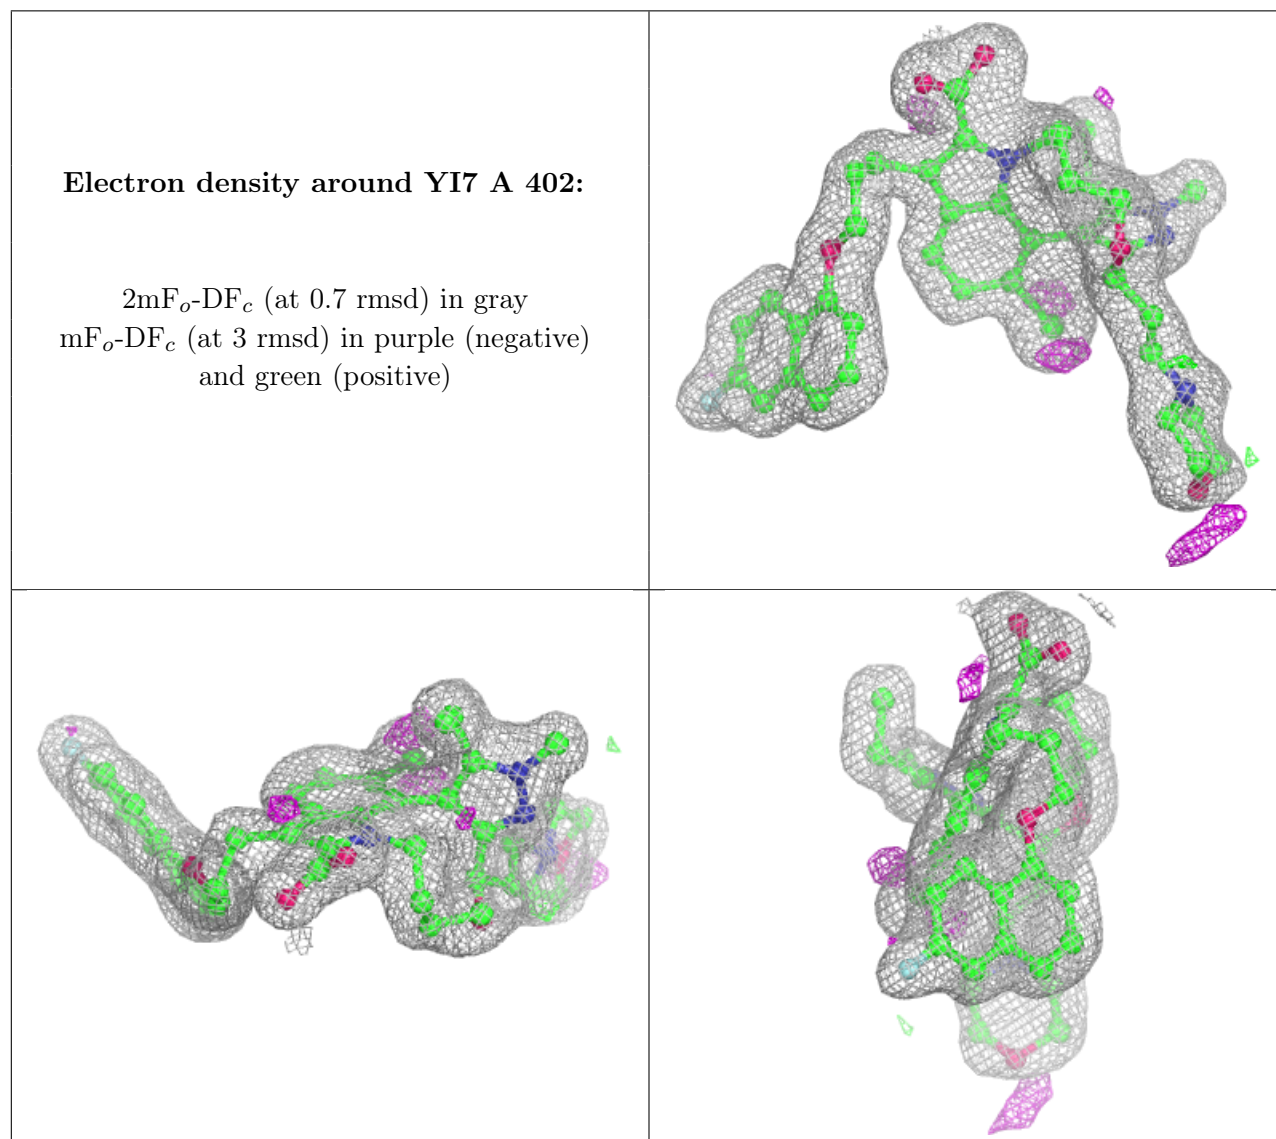 Electron density around YI7 A 402:
2mFo-DFc (at 0.7 rmsd) in gray
mFo-DFc (at 3 rmsd) in purple (negative)
and green (positive)